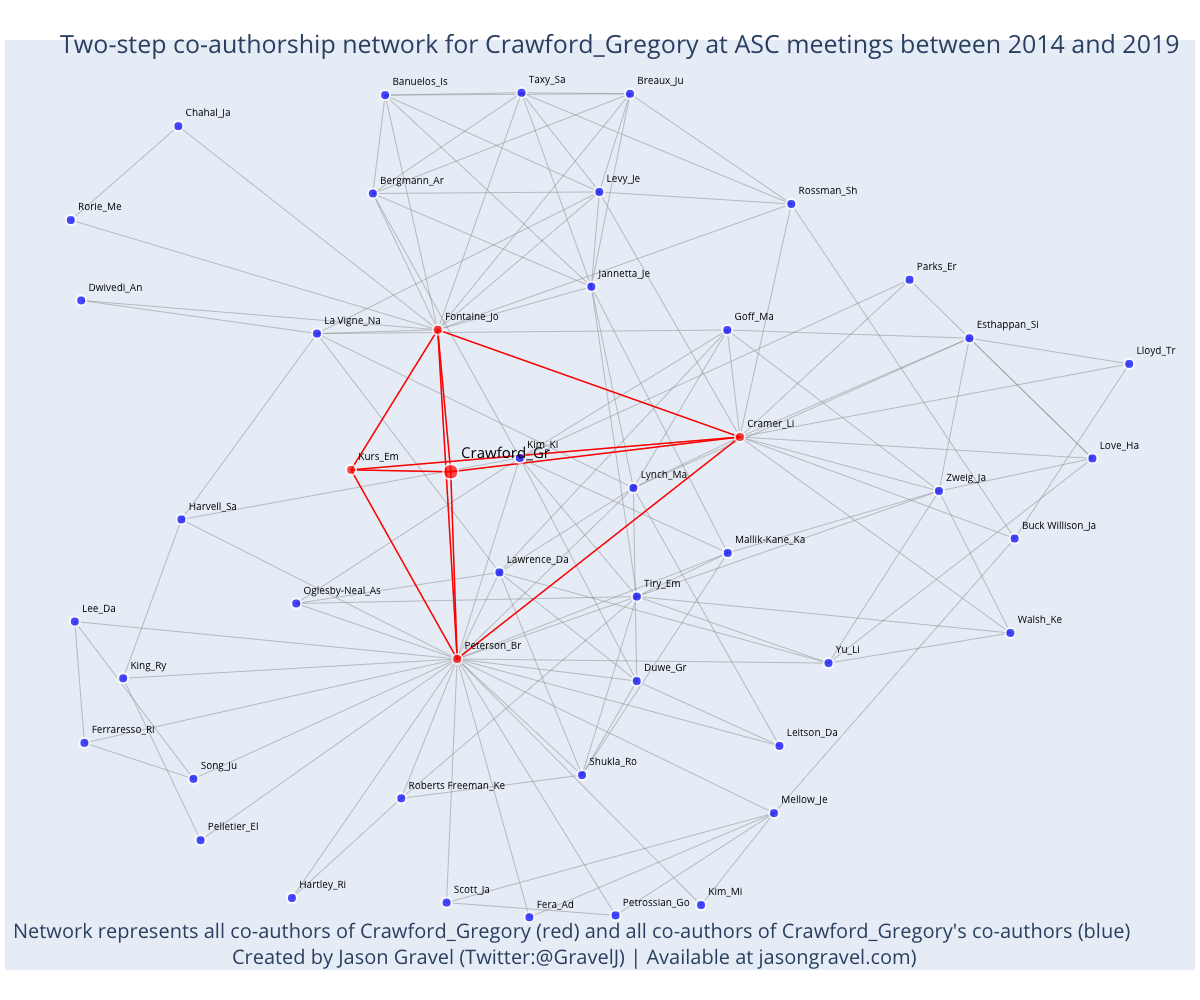 Two-step co-authorship network for Crawford_Gregory at ASC meetings between 2014 and 2019
Banuelos_Is
Taxy_Sa
Breaux_Ju
Chahal_Ja
Bergmann_Ar
Levy_Je
Rossman_Sh
Rorie_Me
Parks_Er
Jannetta_Je
Dwivedi_An
La Vigne_Na
Fontaine_Jo
Goff_Ma
Esthappan_Si
Lloyd_Tr
Cramer_Li
Kim_Ki
Love_Ha
Kurs_Em
Crawford_Gr
Lynch_Ma
Zweig_Ja
Harvell_Sa
Buck Willison_Ja
Mallik-Kane_Ka
Lawrence_Da
Tiry_Em
Oglesby-Neal_As
Lee_Da
Walsh_Ke
Peterson_Br
Yu_Li
King_Ry
Duwe_Gr
Ferraresso_Ri
Leitson_Da
Song_Ju
Shukla_Ro
Roberts Freeman_Ke
Mellow_Je
Pelletier_El
Hartley_Ri
Scott_Ja
Kim_Mi
Fera_Ad
Petrossian_Go
Network represents all co-authors of Crawford_Gregory (red) and all co-authors of Crawford_Gregory's co-authors (blue)
Created by Jason Gravel (Twitter:@GravelJ) | Available at jasongravel.com)